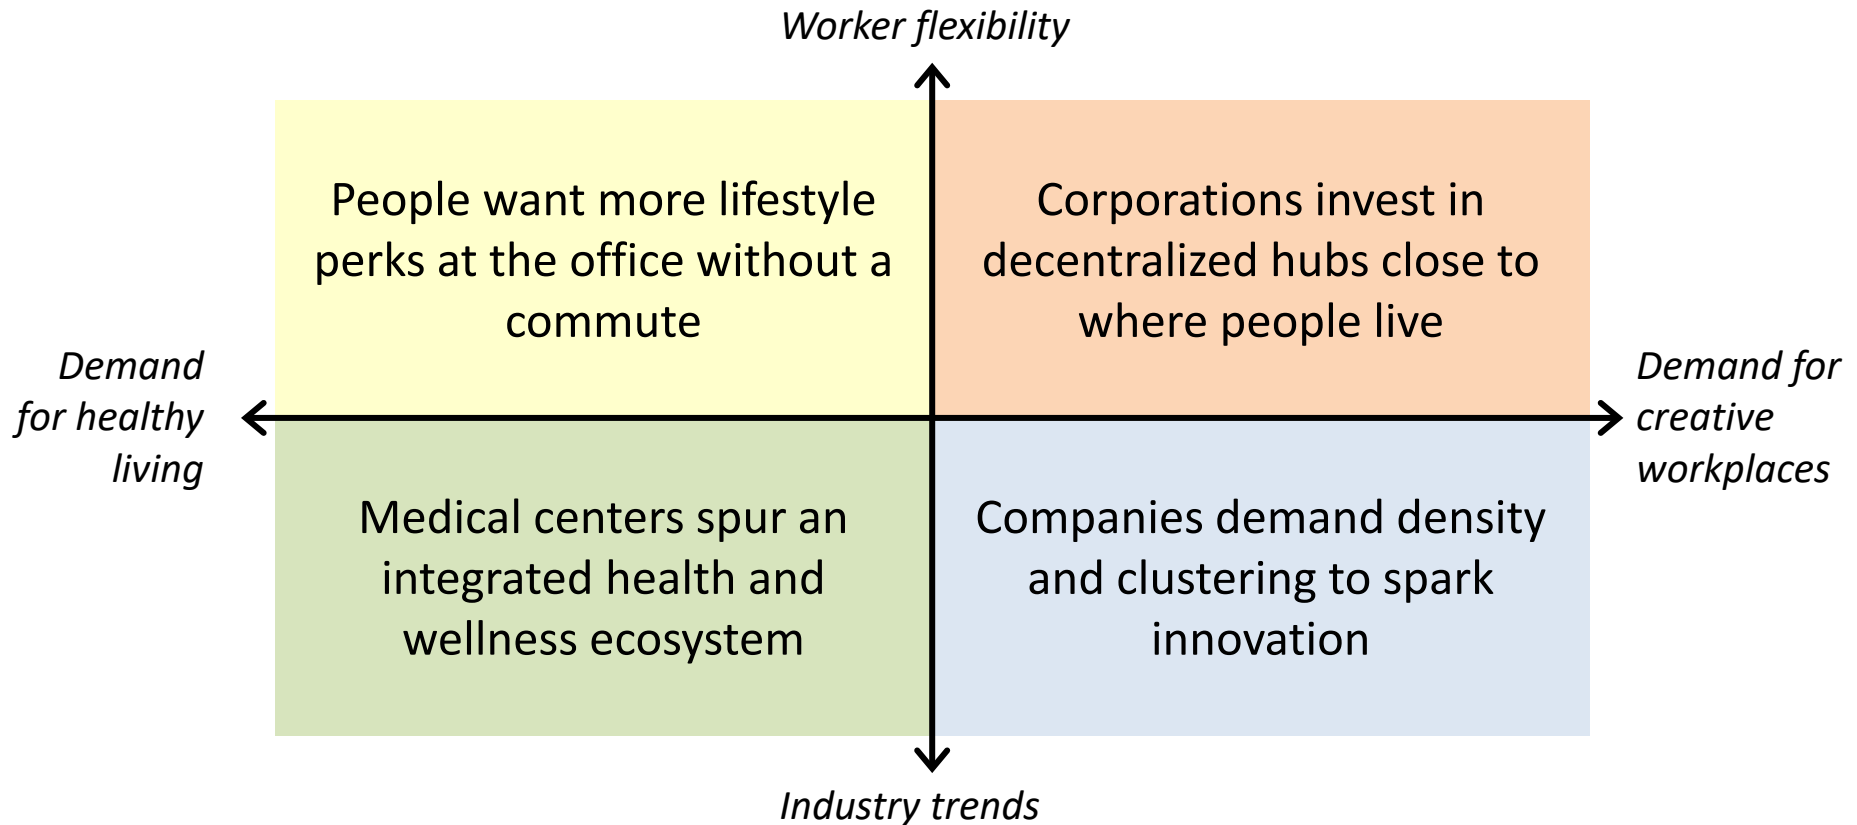 Worker flexibility
People want more lifestyle
perks at the office without a
commute
Corporations invest in
decentralized hubs close to
where people live
Demand
for healthy
living
Demand for
creative
workplaces
Medical centers spur an
integrated health and
wellness ecosystem
Companies demand density
and clustering to spark
innovation
Industry trends